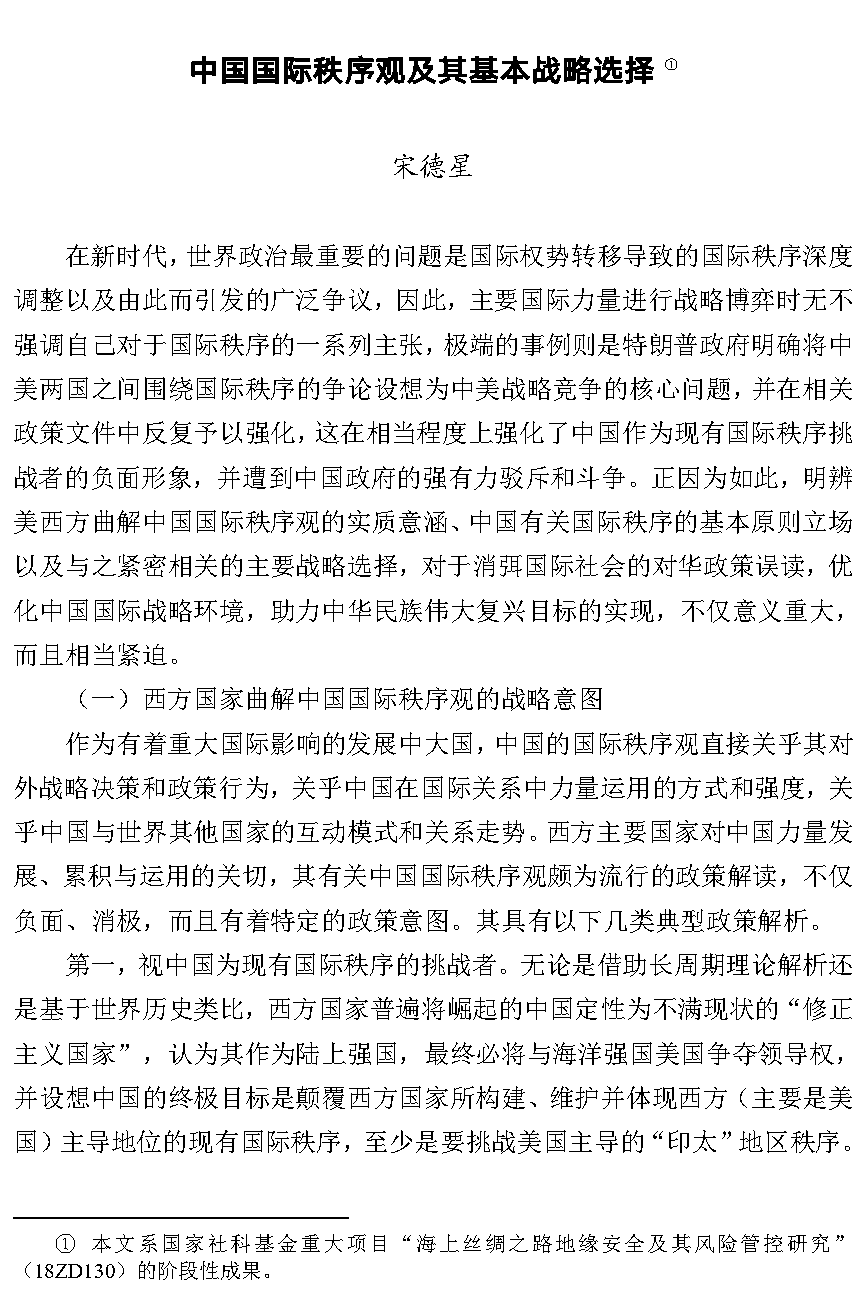 中国国际秩序观及其基本战略选择 ①
宋德星
在新时代，世界政治最重要的问题是国际权势转移导致的国际秩序深度
调整以及由此而引发的广泛争议，因此，主要国际力量进行战略博弈时无不
强调自己对于国际秩序的一系列主张，极端的事例则是特朗普政府明确将中
美两国之间围绕国际秩序的争论设想为中美战略竞争的核心问题，并在相关
政策文件中反复予以强化，这在相当程度上强化了中国作为现有国际秩序挑
战者的负面形象，并遭到中国政府的强有力驳斥和斗争。正因为如此，明辨
美西方曲解中国国际秩序观的实质意涵、中国有关国际秩序的基本原则立场
以及与之紧密相关的主要战略选择，对于消弭国际社会的对华政策误读，优
化中国国际战略环境，助力中华民族伟大复兴目标的实现，不仅意义重大，
而且相当紧迫。
（一）西方国家曲解中国国际秩序观的战略意图
作为有着重大国际影响的发展中大国，中国的国际秩序观直接关乎其对
外战略决策和政策行为，关乎中国在国际关系中力量运用的方式和强度，关
乎中国与世界其他国家的互动模式和关系走势。西方主要国家对中国力量发
展、累积与运用的关切，其有关中国国际秩序观颇为流行的政策解读，不仅
负面、消极，而且有着特定的政策意图。其具有以下几类典型政策解析。
第一，视中国为现有国际秩序的挑战者。无论是借助长周期理论解析还
是基于世界历史类比，西方国家普遍将崛起的中国定性为不满现状的“修正
主义国家”，认为其作为陆上强国，最终必将与海洋强国美国争夺领导权，
并设想中国的终极目标是颠覆西方国家所构建、维护并体现西方（主要是美
国）主导地位的现有国际秩序，至少是要挑战美国主导的“印太”地区秩序。
① 本文系国家社科基金重大项目“海上丝绸之路地缘安全及其风险管控研究”
（18ZD130）的阶段性成果。